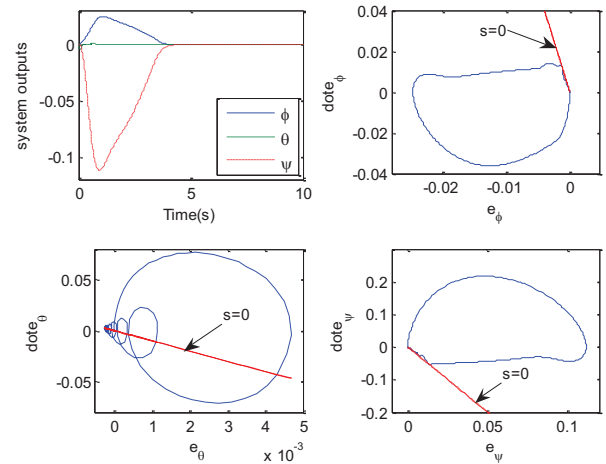 system outputs
0
-0.05
-0.1
0
5
10
Time(s)
ϕ
θ
ψ
dote_ϕ
0.04
0.02
0
-0.02
-0.04
-0.02
-0.01
0
e_ϕ
s=0
dote_θ
0.05
0
-0.05
0
1
2
3
4
x 10^-3
e_θ
s=0
dote_ψ
0.2
0.1
0
-0.1
-0.2
0
0.05
0.1
e_ψ
s=0